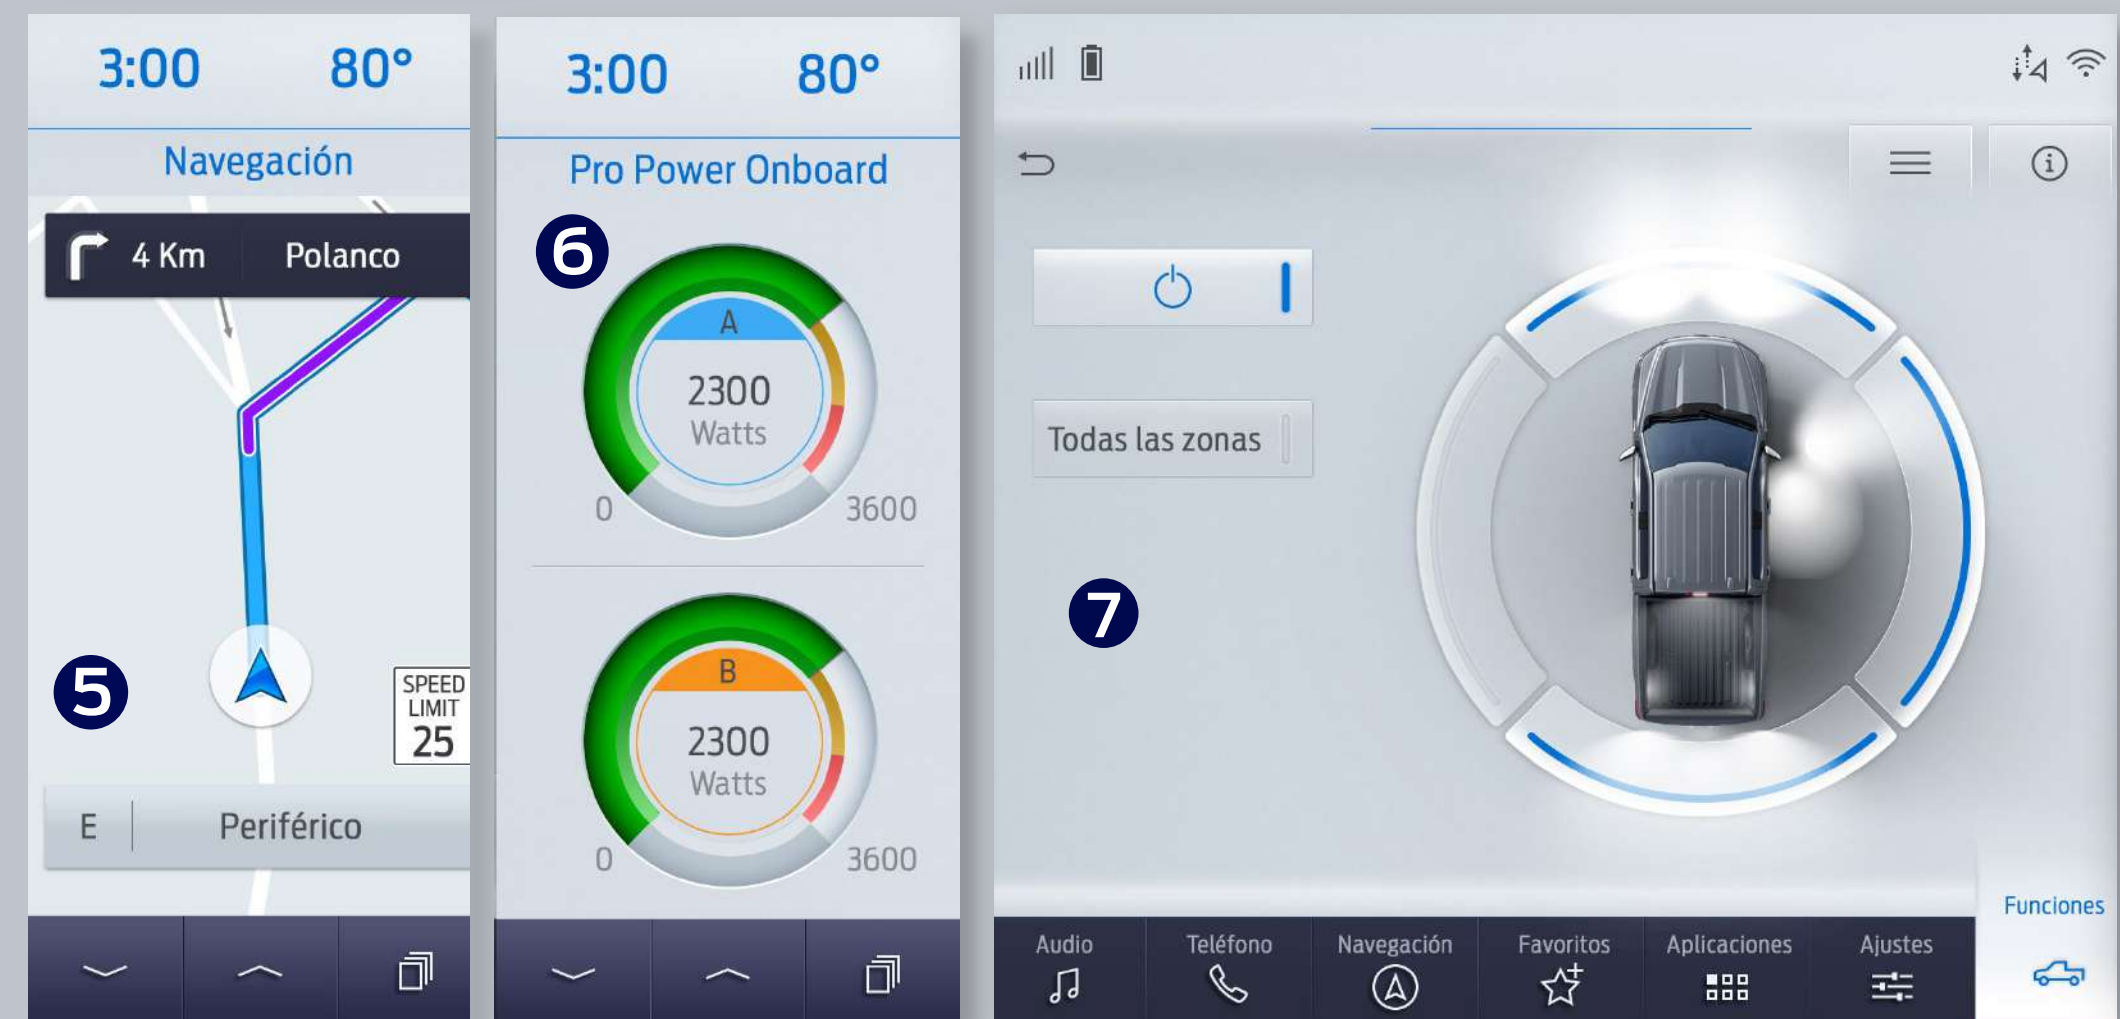 3:00 80°
Navegación
4 Km Polanco
5
SPEED
LIMIT
25
E Periférico
3:00 80°
Pro Power Onboard
6
A
2300
Watts
0 3600
B
2300
Watts
0 3600
Todas las zonas
7
Funciones
Audio Teléfono Navegación Favoritos Aplicaciones Ajustes